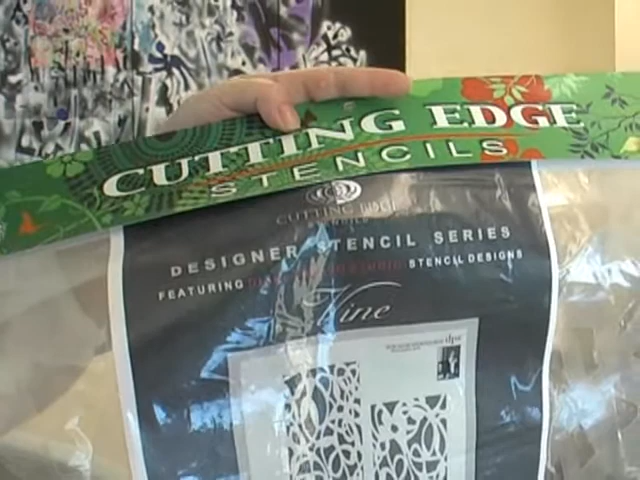 CUTTING EDGE
STENCILS
CUTTING EDGE
DESIGNER STENCIL SERIES
FEATURING STENCIL DESIGNS
Vine